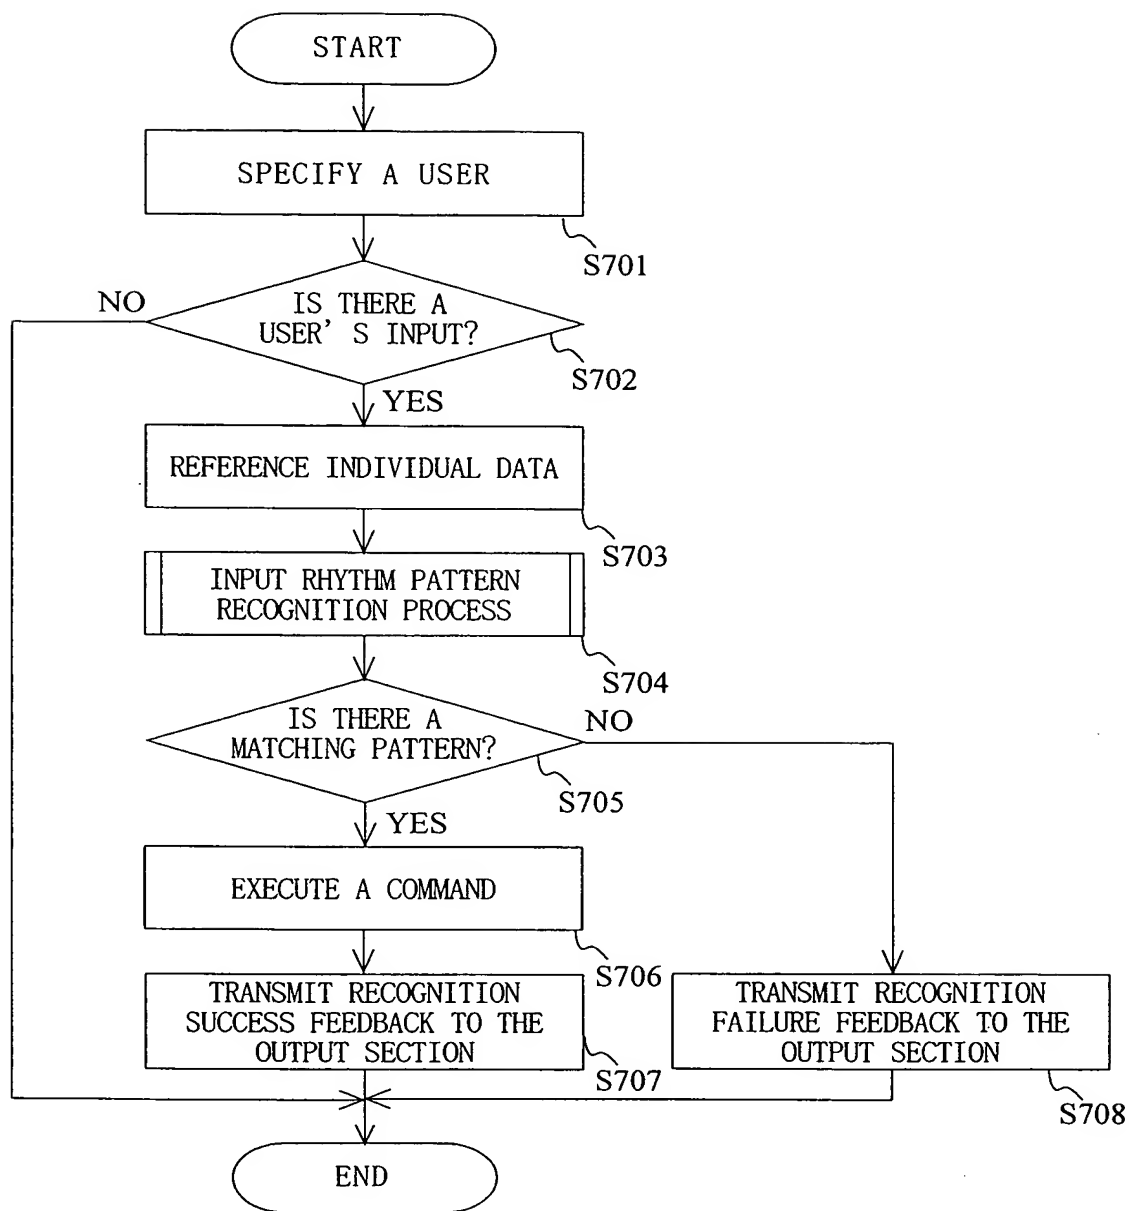 START
SPECIFY A USER
S701
NO
IS THERE A
USER' S INPUT?
S702
YES
REFERENCE INDIVIDUAL DATA
S703
INPUT RHYTHM PATTERN
RECOGNITION PROCESS
S704
IS THERE A
MATCHING PATTERN?
NO
S705
YES
EXECUTE A COMMAND
S706
TRANSMIT RECOGNITION
SUCCESS FEEDBACK TO THE
OUTPUT SECTION
S707
TRANSMIT RECOGNITION
FAILURE FEEDBACK TO THE
OUTPUT SECTION
S708
END